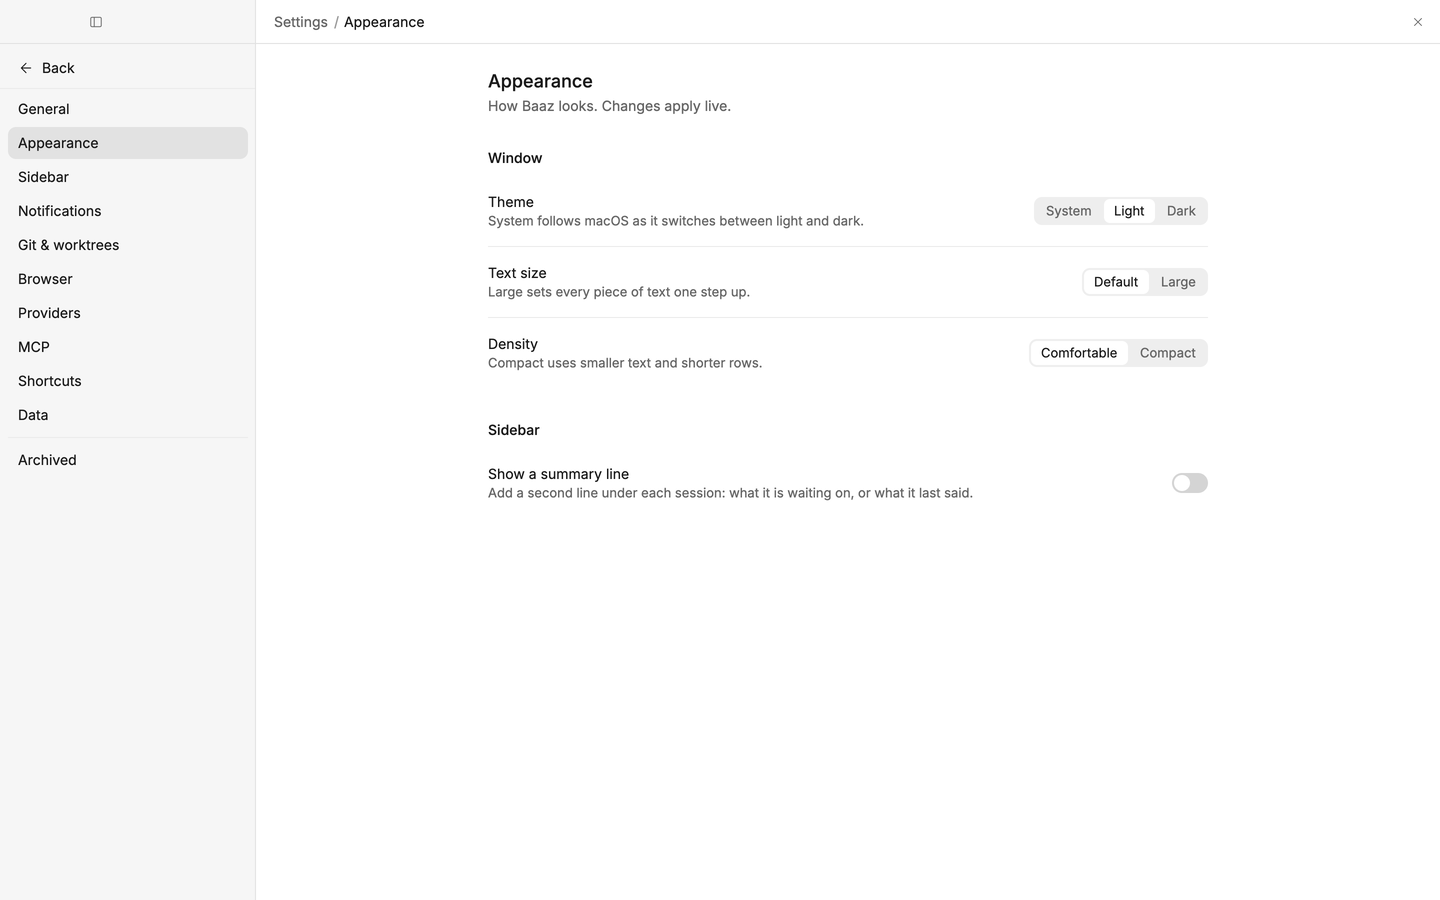 Settings / Appearance
Back
General
Appearance
Sidebar
Notifications
Git & worktrees
Browser
Providers
MCP
Shortcuts
Data
Archived
Appearance
How Baaz looks. Changes apply live.
Window
Theme
System follows macOS as it switches between light and dark.
System Light Dark
Text size
Large sets every piece of text one step up.
Default Large
Density
Compact uses smaller text and shorter rows.
Comfortable Compact
Sidebar
Show a summary line
Add a second line under each session: what it is waiting on, or what it last said.